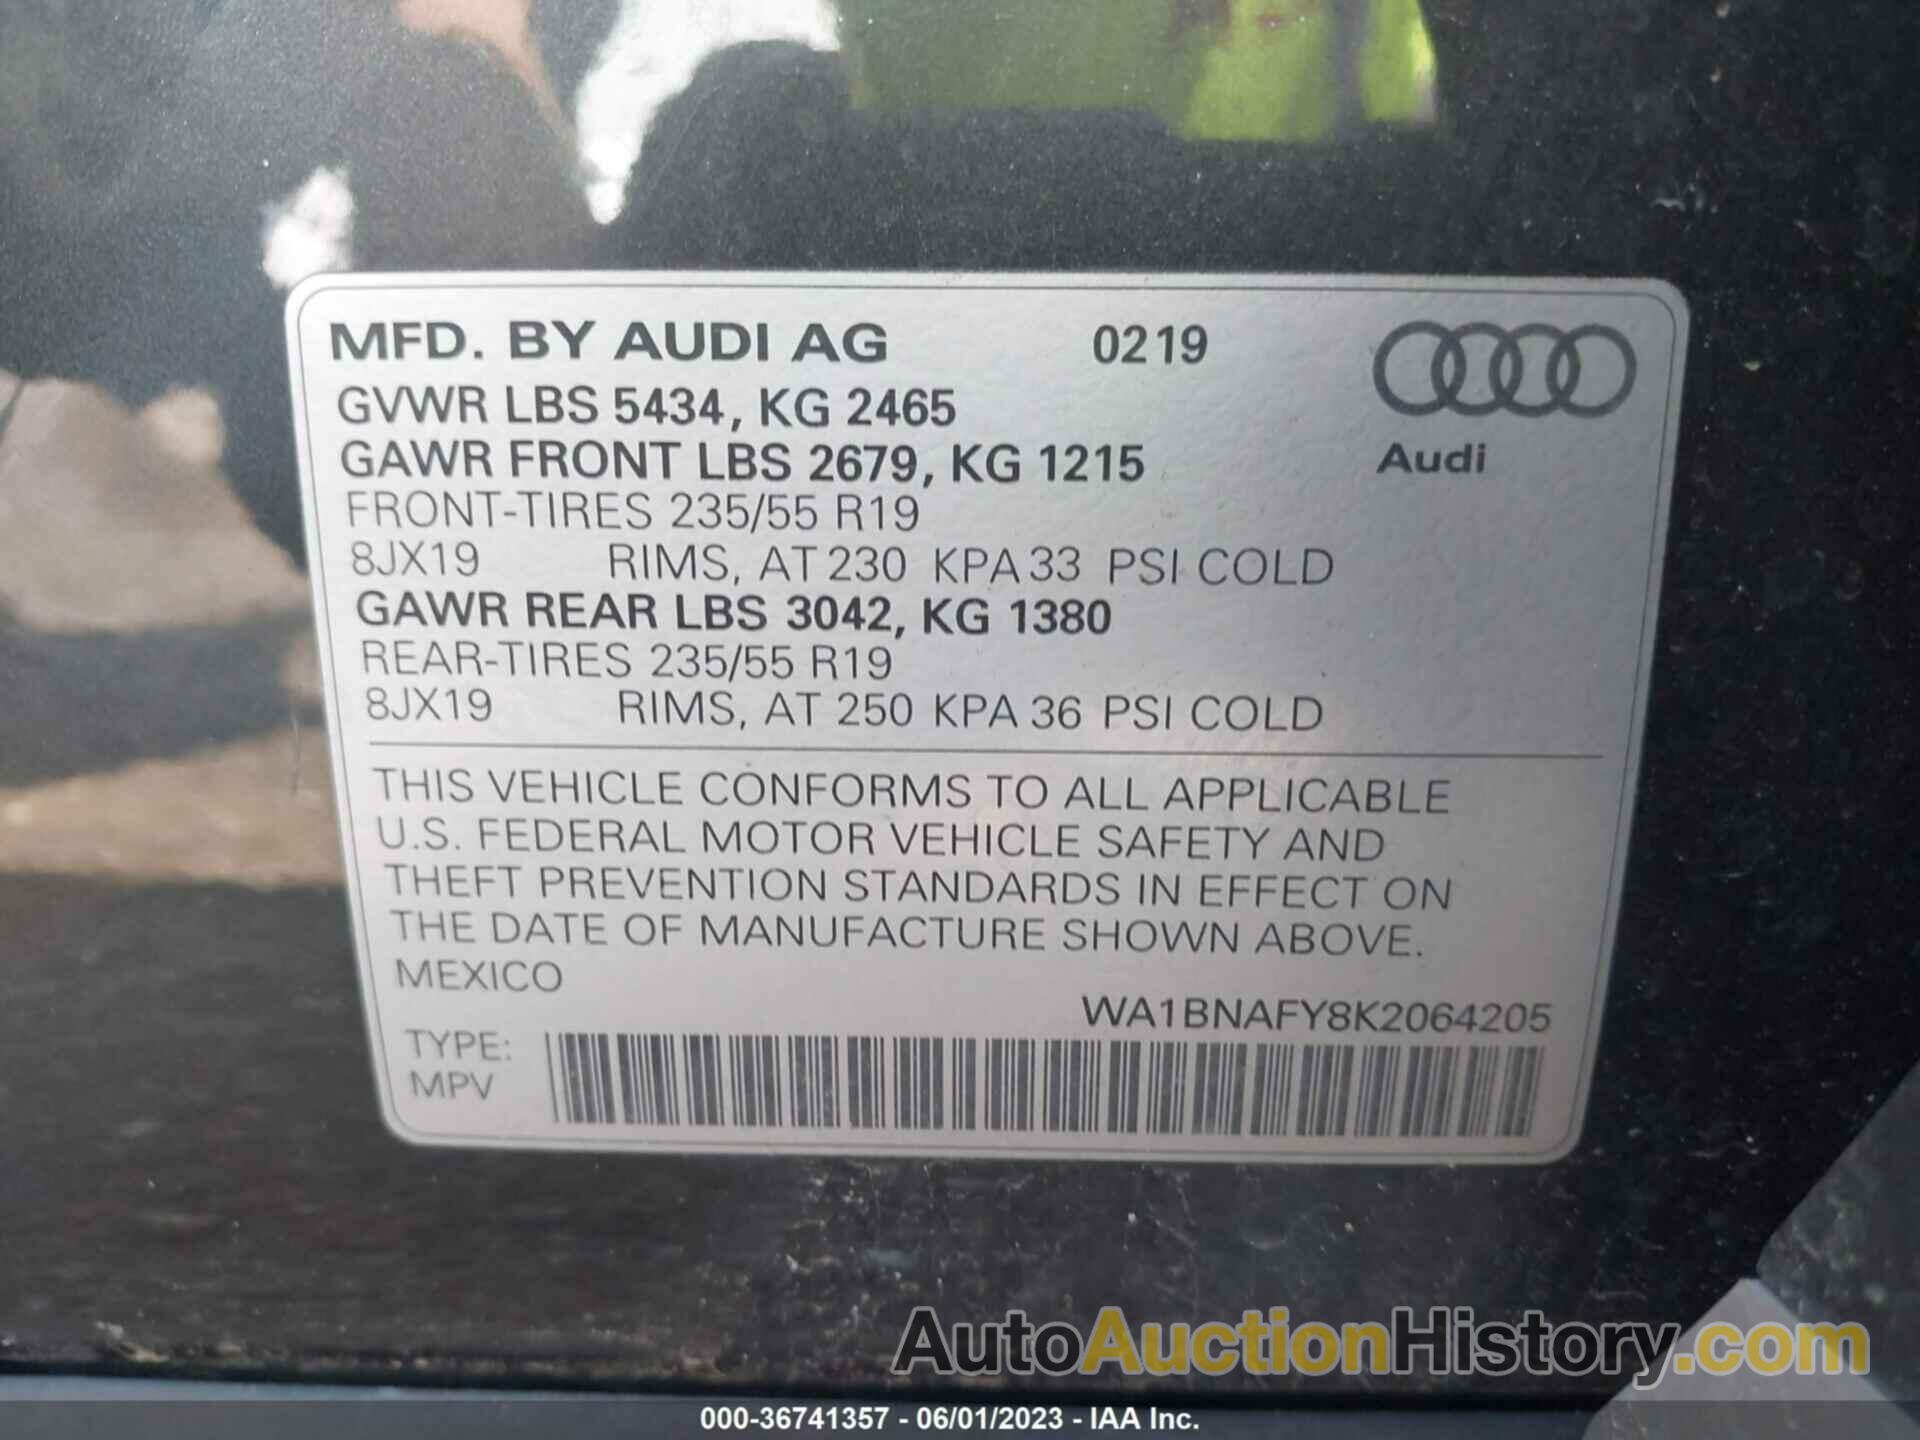 MFD. BY AUDI AG 0219
GVWR LBS 5434, KG 2465
GAWR FRONT LBS 2679, KG 1215
Audi
FRONT-TIRES 235/55 R19
8JX19 RIMS, AT 230 KPA 33 PSI COLD
GAWR REAR LBS 3042, KG 1380
REAR-TIRES 235/55 R19
8JX19 RIMS, AT 250 KPA 36 PSI COLD
THIS VEHICLE CONFORMS TO ALL APPLICABLE
U.S. FEDERAL MOTOR VEHICLE SAFETY AND
THEFT PREVENTION STANDARDS IN EFFECT ON
THE DATE OF MANUFACTURE SHOWN ABOVE.
MEXICO
WA1BNAFY8K2064205
TYPE:
MPV
AutoAuctionHistory.com
000-36741357 - 06/01/2023 - IAA Inc.